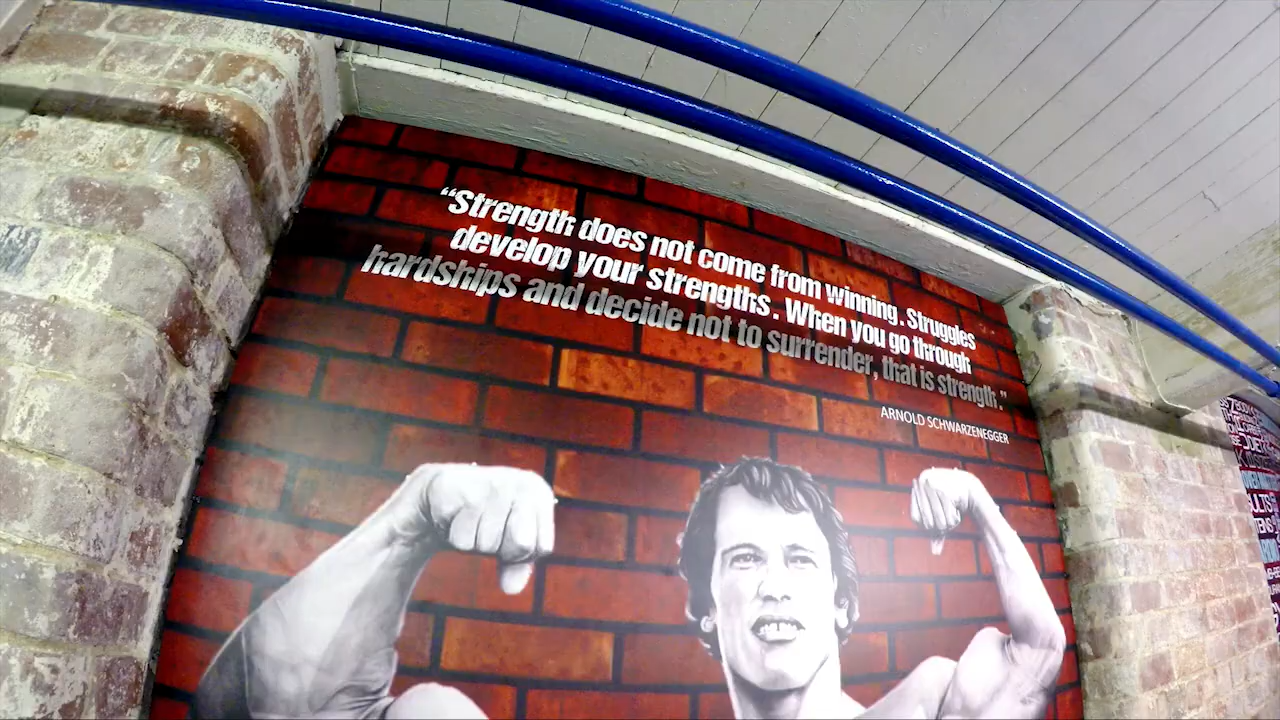 “Strength does not come from winning. Struggles
develop your strengths. When you go through
hardships and decide not to surrender, that is strength.”
ARNOLD SCHWARZENEGGER